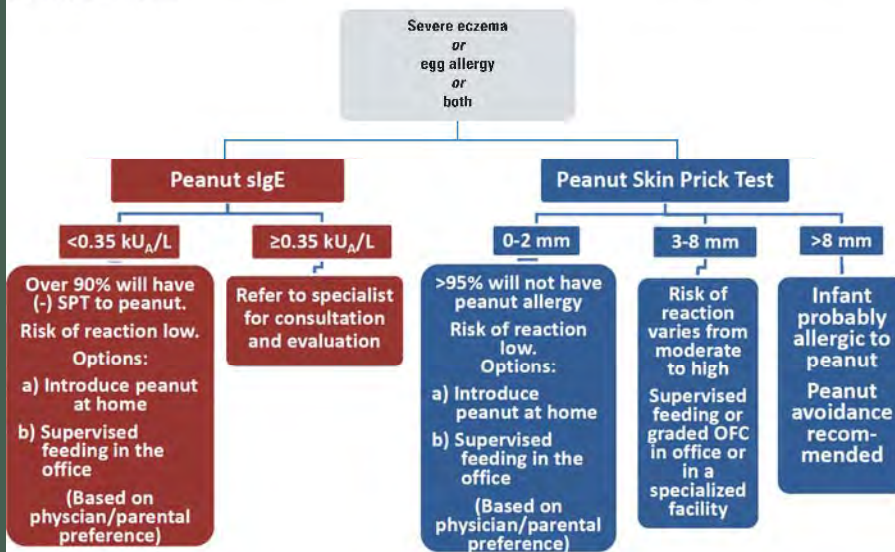 Severe eczema
or
egg allergy
or
both
Peanut sIgE
<0.35 kUA/L
Over 90% will have
(-) SPT to peanut.
Risk of reaction low.
Options:
a) Introduce peanut
at home
b) Supervised
feeding in the
office
(Based on
physcian/parental
preference)
≥0.35 kUA/L
Refer to specialist
for consultation
and evaluation
Peanut Skin Prick Test
0-2 mm
>95% will not have
peanut allergy
Risk of reaction
low.
Options:
a) Introduce
peanut at home
b) Supervised
feeding in the
office
(Based on
physician/parental
preference)
3-8 mm
Risk of
reaction
varies from
moderate
to high
Supervised
feeding or
graded OFC
in office or
in a
specialized
facility
>8 mm
Infant
probably
allergic to
peanut
Peanut
avoidance
recom-
mended